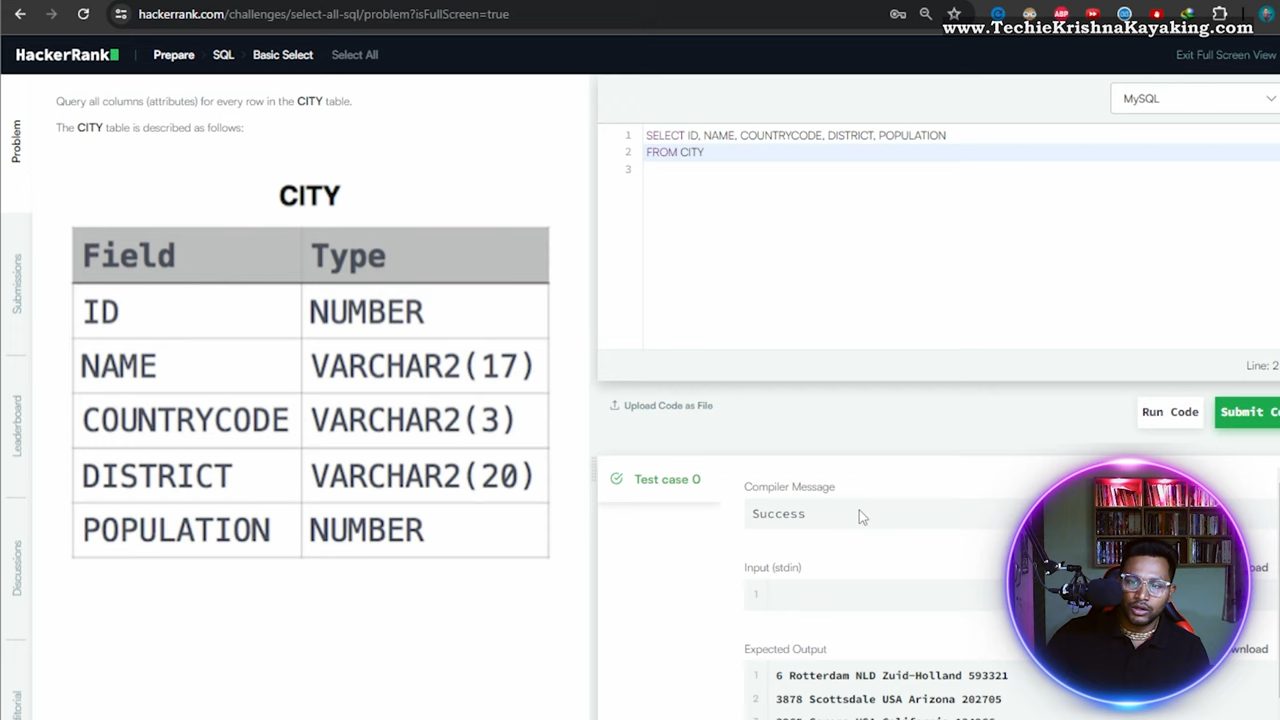 hackerrank.com/challenges/select-all-sql/problem?isFullScreen=true
ABP
www.TechieKrishnaKayaking.com
HackerRank
Prepare
SQL
Basic Select
Select All
Exit Full Screen View
Problem
Submissions
Leaderboard
Discussions
Query all columns (attributes) for every row in the CITY table.
The CITY table is described as follows:
CITY
Field Type
ID NUMBER
NAME VARCHAR2(17)
COUNTRYCODE VARCHAR2(3)
DISTRICT VARCHAR2(20)
POPULATION NUMBER
MySQL
1 SELECT ID, NAME, COUNTRYCODE, DISTRICT, POPULATION
2 FROM CITY
3
Line: 2
Upload Code as File
Run Code
Submit
Test case 0
Compiler Message
Success
Input (stdin)
1
Expected Output
1 6 Rotterdam NLD Zuid-Holland 593321
2 3878 Scottsdale USA Arizona 202705